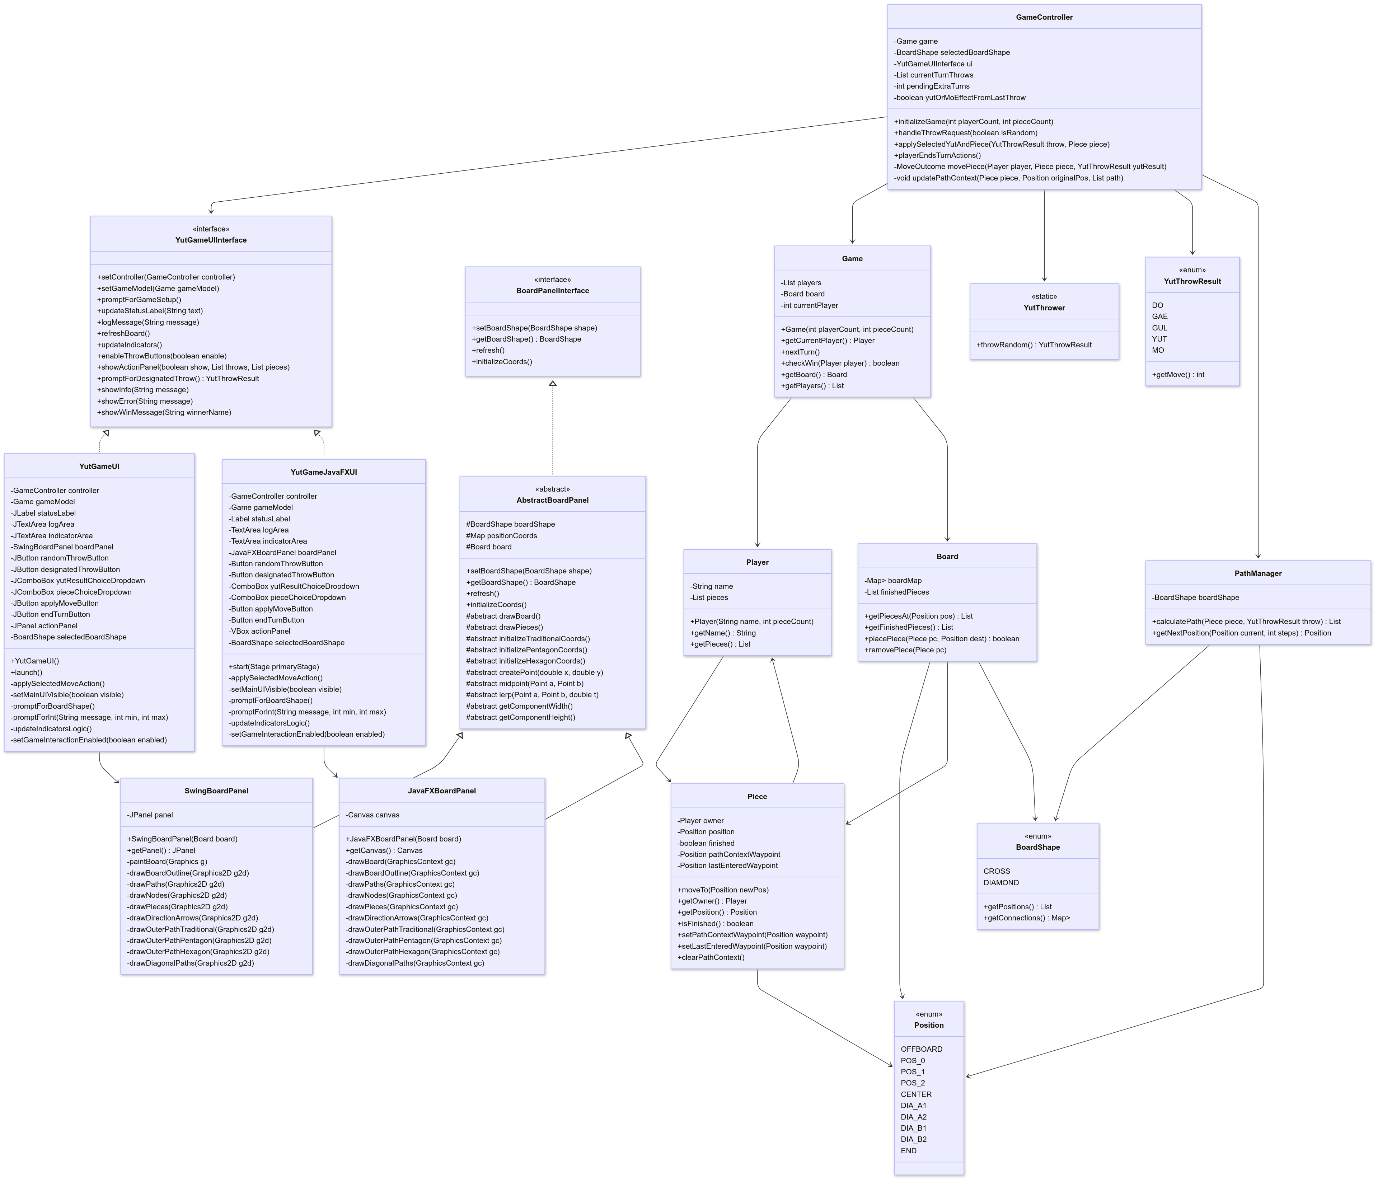 GameController
-Game game
-BoardShape selectedBoardShape
-YutGameUIInterface ui
-List currentTurnThrows
-int pendingExtraTurns
-boolean yutOrMoEffectFromLastThrow
+initializeGame(int playerCount, int pieceCount)
+handleThrowRequest(boolean isRandom)
+applySelectedYutAndPiece(YutThrowResult throw, Piece piece)
+playerEndsTurnActions()
-MoveOutcome movePiece(Player player, Piece piece, YutThrowResult yutResult)
-void updatePathContext(Piece piece, Position originalPos, List path)
«interface»
YutGameUIInterface
+setController(GameController controller)
+setGameModel(Game gameModel)
+promptForGameSetup()
+updateStatusLabel(String text)
+logMessage(String message)
+refreshBoard()
+updateIndicators()
+enableThrowButtons(boolean enable)
+showActionPanel(boolean show, List throws, List pieces)
+promptForDesignatedThrow() : YutThrowResult
+showInfo(String message)
+showError(String message)
+showWinMessage(String winnerName)
«interface»
BoardPanelInterface
+setBoardShape(BoardShape shape)
+getBoardShape() : BoardShape
+refresh()
+initializeCoords()
Game
-List players
-Board board
-int currentPlayer
+Game(int playerCount, int pieceCount)
+getCurrentPlayer() : Player
+nextTurn()
+checkWin(Player player) : boolean
+getBoard() : Board
+getPlayers() : List
«static»
YutThrower
+throwRandom() : YutThrowResult
«enum»
YutThrowResult
DO
GAE
GUL
YUT
MO
+getMove() : int
YutGameUI
-GameController controller
-Game gameModel
-JLabel statusLabel
-JTextArea logArea
-JTextArea indicatorArea
-SwingBoardPanel boardPanel
-JButton randomThrowButton
-JButton designatedThrowButton
-JComboBox yutResultChoiceDropdown
-JComboBox pieceChoiceDropdown
-JButton applyMoveButton
-JButton endTurnButton
-JPanel actionPanel
-BoardShape selectedBoardShape
+YutGameUI()
+launch()
-applySelectedMoveAction()
-setMainUIVisible(boolean visible)
-promptForBoardShape()
-promptForInt(String message, int min, int max)
-updateIndicatorsLogic()
-setGameInteractionEnabled(boolean enabled)
YutGameJavaFXUI
-GameController controller
-Game gameModel
-Label statusLabel
-TextArea logArea
-TextArea indicatorArea
-JavaFXBoardPanel boardPanel
-Button randomThrowButton
-Button designatedThrowButton
-ComboBox yutResultChoiceDropdown
-ComboBox pieceChoiceDropdown
-Button applyMoveButton
-Button endTurnButton
-VBox actionPanel
-BoardShape selectedBoardShape
+start(Stage primaryStage)
-applySelectedMoveAction()
-setMainUIVisible(boolean visible)
-promptForBoardShape()
-promptForInt(String message, int min, int max)
-updateIndicatorsLogic()
-setGameInteractionEnabled(boolean enabled)
«abstract»
AbstractBoardPanel
#BoardShape boardShape
#Map positionCoords
#Board board
+setBoardShape(BoardShape shape)
+getBoardShape() : BoardShape
+refresh()
+initializeCoords()
#abstract drawBoard()
#abstract drawPieces()
#abstract initializeTraditionalCoords()
#abstract initializePentagonCoords()
#abstract initializeHexagonCoords()
#abstract createPoint(double x, double y)
#abstract midpoint(Point a, Point b)
#abstract lerp(Point a, Point b, double t)
#abstract getComponentWidth()
#abstract getComponentHeight()
Player
-String name
-List pieces
+Player(String name, int pieceCount)
+getName() : String
+getPieces() : List
Board
-Map> boardMap
-List finishedPieces
+getPiecesAt(Position pos) : List
+getFinishedPieces() : List
+placePiece(Piece pc, Position dest) : boolean
+removePiece(Piece pc)
PathManager
-BoardShape boardShape
+calculatePath(Piece piece, YutThrowResult throw) : List
+getNextPosition(Position current, int steps) : Position
SwingBoardPanel
-JPanel panel
+SwingBoardPanel(Board board)
+getPanel() : JPanel
-paintBoard(Graphics g)
-drawBoardOutline(Graphics2D g2d)
-drawPaths(Graphics2D g2d)
-drawNodes(Graphics2D g2d)
-drawPieces(Graphics2D g2d)
-drawDirectionArrows(Graphics2D g2d)
-drawOuterPathTraditional(Graphics2D g2d)
-drawOuterPathPentagon(Graphics2D g2d)
-drawOuterPathHexagon(Graphics2D g2d)
-drawDiagonalPaths(Graphics2D g2d)
JavaFXBoardPanel
-Canvas canvas
+JavaFXBoardPanel(Board board)
+getCanvas() : Canvas
-drawBoard(GraphicsContext gc)
-drawBoardOutline(GraphicsContext gc)
-drawPaths(GraphicsContext gc)
-drawNodes(GraphicsContext gc)
-drawPieces(GraphicsContext gc)
-drawDirectionArrows(GraphicsContext gc)
-drawOuterPathTraditional(GraphicsContext gc)
-drawOuterPathPentagon(GraphicsContext gc)
-drawOuterPathHexagon(GraphicsContext gc)
-drawDiagonalPaths(GraphicsContext gc)
Piece
-Player owner
-Position position
-boolean finished
-Position pathContextWaypoint
-Position lastEnteredWaypoint
+moveTo(Position newPos)
+getOwner() : Player
+getPosition() : Position
+isFinished() : boolean
+setPathContextWaypoint(Position waypoint)
+setLastEnteredWaypoint(Position waypoint)
+clearPathContext()
«enum»
BoardShape
CROSS
DIAMOND
+getPositions() : List
+getConnections() : Map>
«enum»
Position
OFFBOARD
POS_0
POS_1
POS_2
CENTER
DIA_A1
DIA_A2
DIA_B1
DIA_B2
END